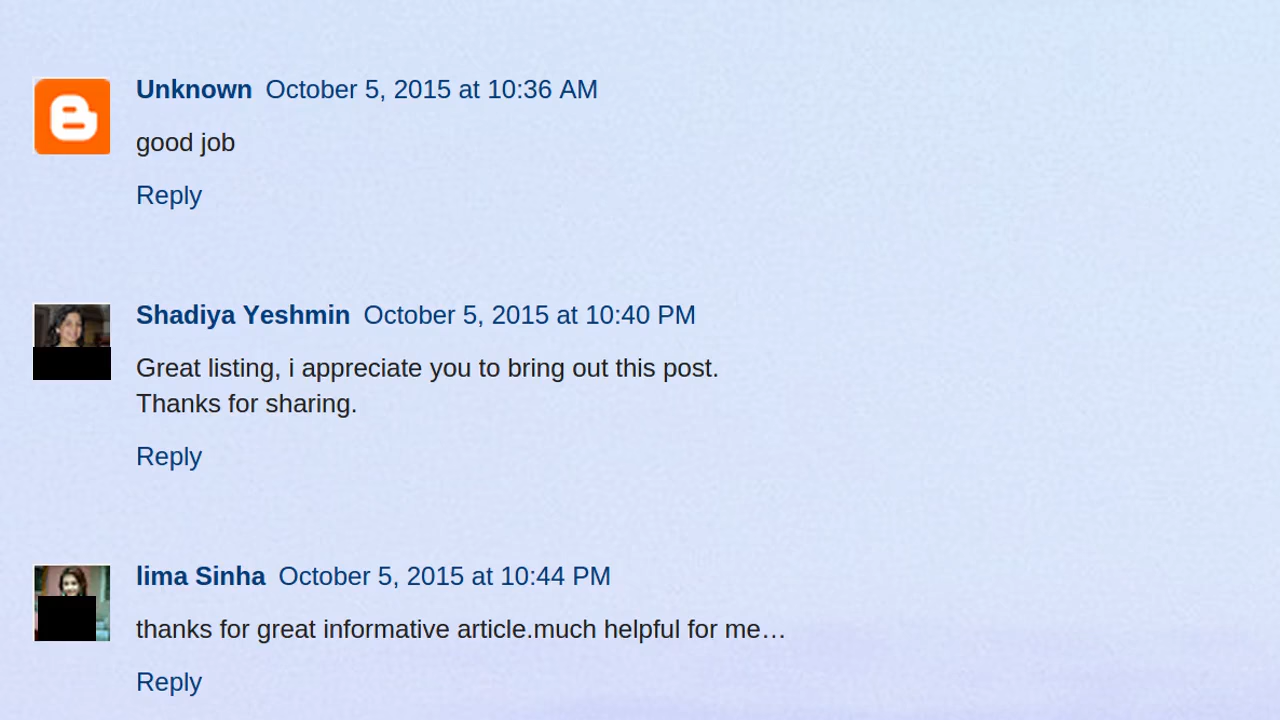 Unknown October 5, 2015 at 10:36 AM
good job
Reply
Shadiya Yeshmin October 5, 2015 at 10:40 PM
Great listing, i appreciate you to bring out this post.
Thanks for sharing.
Reply
lima Sinha October 5, 2015 at 10:44 PM
thanks for great informative article.much helpful for me…
Reply